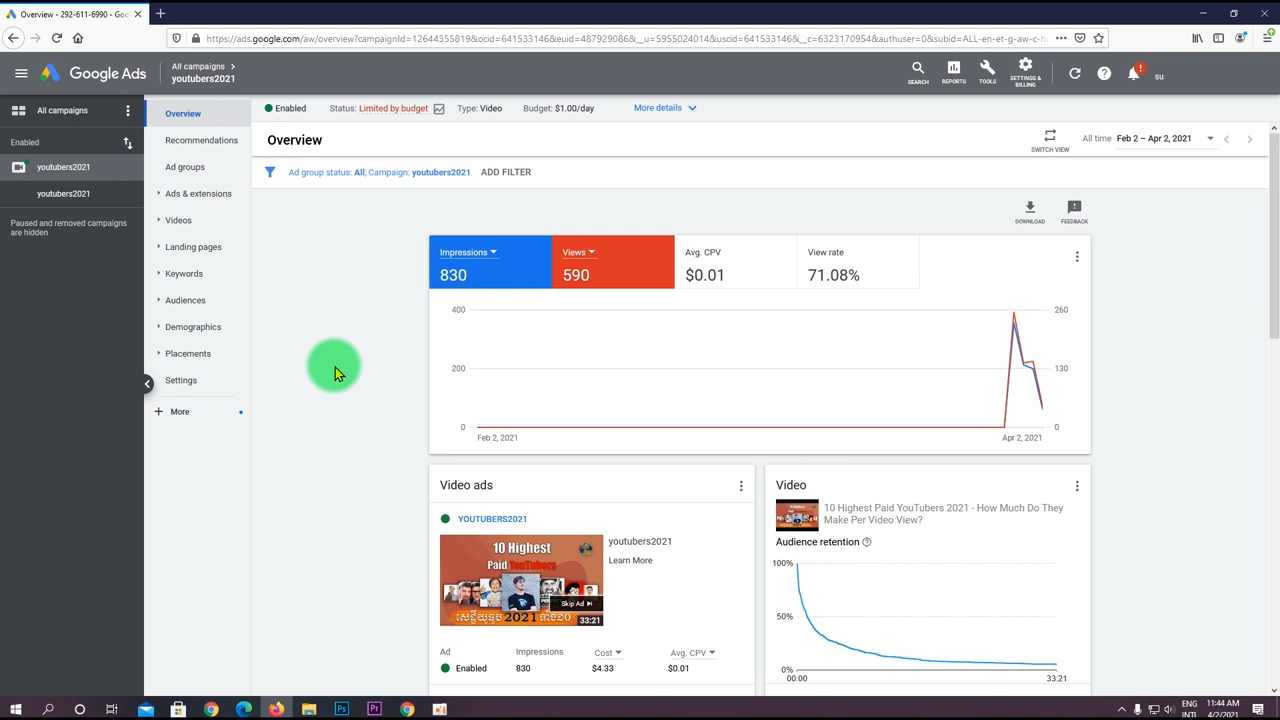 Overview - 292-611-6990 - Goo
https://ads.google.com/aw/overview?campaignId=12644355819&ocid=641533146&euid=487929086&__u=5955024014&uscid=641533146&__c=6323170954&authuser=0&subid=ALL-en-et-g-aw-c-h
Google Ads
All campaigns
youtubers2021
SEARCH
REPORTS
TOOLS
SETTINGS & BILLING
su
All campaigns
Enabled
youtubers2021
youtubers2021
Paused and removed campaigns
are hidden
Overview
Recommendations
Ad groups
Ads & extensions
Videos
Landing pages
Keywords
Audiences
Demographics
Placements
Settings
More
Enabled
Status: Limited by budget
Type: Video
Budget: $1.00/day
More details
Overview
SWITCH VIEW
All time
Feb 2 – Apr 2, 2021
Ad group status: All; Campaign: youtubers2021
ADD FILTER
DOWNLOAD
FEEDBACK
Impressions
830
Views
590
Avg. CPV
$0.01
View rate
71.08%
400
260
200
130
0
0
Feb 2, 2021
Apr 2, 2021
Video ads
YOUTUBERS2021
10 Highest
Paid YouTubers
Skip Ad
2021
33:21
youtubers2021
Learn More
Ad
Impressions
Cost
Avg. CPV
Enabled
830
$4.33
$0.01
Video
10 Highest Paid YouTubers 2021 - How Much Do They
Make Per Video View?
Audience retention
100%
50%
0%
00:00
33:21
Ps
Pr
ENG
INTL
11:44 AM
4/2/2021